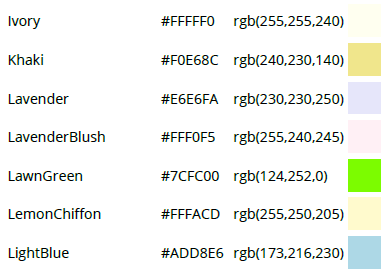 Ivory #FFFFF0 rgb(255,255,240)
Khaki #F0E68C rgb(240,230,140)
Lavender #E6E6FA rgb(230,230,250)
LavenderBlush #FFF0F5 rgb(255,240,245)
LawnGreen #7CFC00 rgb(124,252,0)
LemonChiffon #FFFACD rgb(255,250,205)
LightBlue #ADD8E6 rgb(173,216,230)